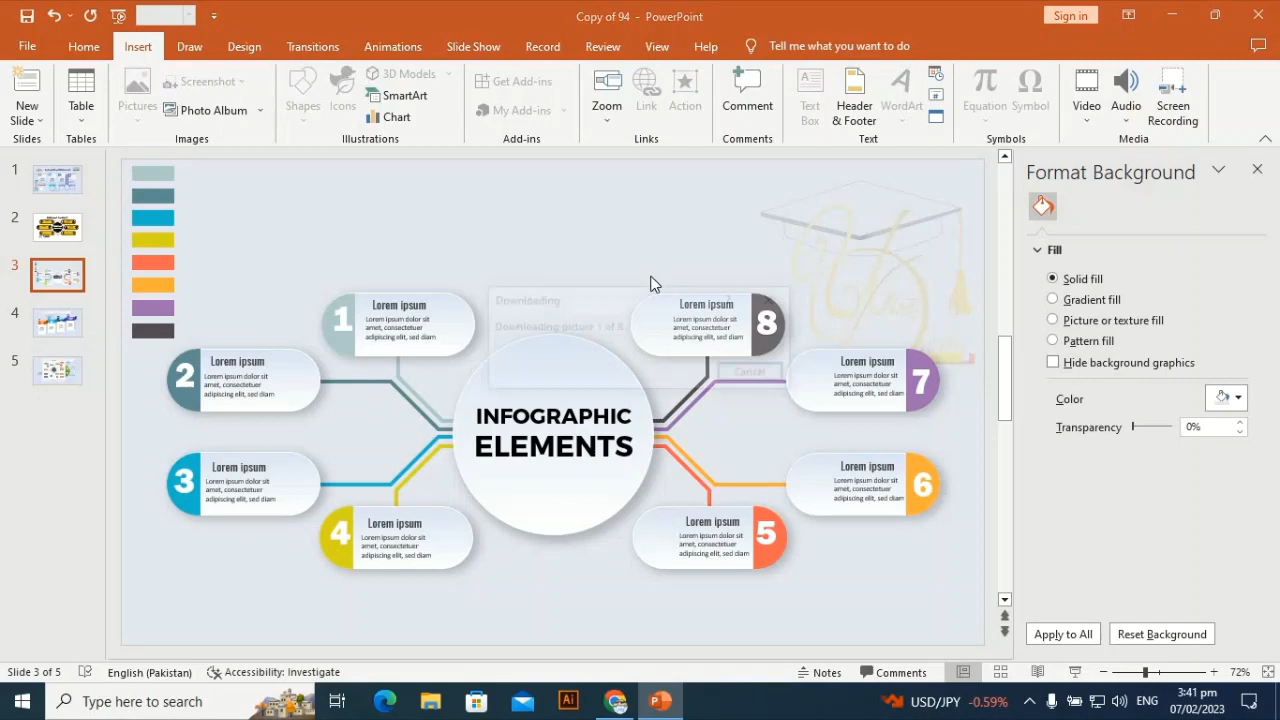 Copy of 94 - PowerPoint
Sign in
File Home Insert Draw Design Transitions Animations Slide Show Record Review View Help Tell me what you want to do
New Slide
Table
Pictures
Screenshot
Photo Album
Shapes
Icons
3D Models
SmartArt
Chart
Get Add-ins
My Add-ins
Zoom
Link
Action
Comment
Text Box
Header & Footer
WordArt
Equation
Symbol
Video
Audio
Screen Recording
Slides Tables Images Illustrations Add-ins Links Comments Text Symbols Media
1
2
3
4
5
Downloading
Downloading picture 1 of 8
Cancel
1
Lorem ipsum
Lorem ipsum dolor sit
amet, consectetuer
adipiscing elit, sed diam
2
Lorem ipsum
Lorem ipsum dolor sit
amet, consectetuer
adipiscing elit, sed diam
3
Lorem ipsum
Lorem ipsum dolor sit
amet, consectetuer
adipiscing elit, sed diam
4
Lorem ipsum
Lorem ipsum dolor sit
amet, consectetuer
adipiscing elit, sed diam
INFOGRAPHIC
ELEMENTS
8
Lorem ipsum
Lorem ipsum dolor sit
amet, consectetuer
adipiscing elit, sed diam
7
Lorem ipsum
Lorem ipsum dolor sit
amet, consectetuer
adipiscing elit, sed diam
6
Lorem ipsum
Lorem ipsum dolor sit
amet, consectetuer
adipiscing elit, sed diam
5
Lorem ipsum
Lorem ipsum dolor sit
amet, consectetuer
adipiscing elit, sed diam
Format Background
Fill
Solid fill
Gradient fill
Picture or texture fill
Pattern fill
Hide background graphics
Color
Transparency 0%
Apply to All Reset Background
Slide 3 of 5 English (Pakistan) Accessibility: Investigate Notes Comments 72%
Type here to search
Ai
USD/JPY -0.59%
ENG
3:41 pm
07/02/2023